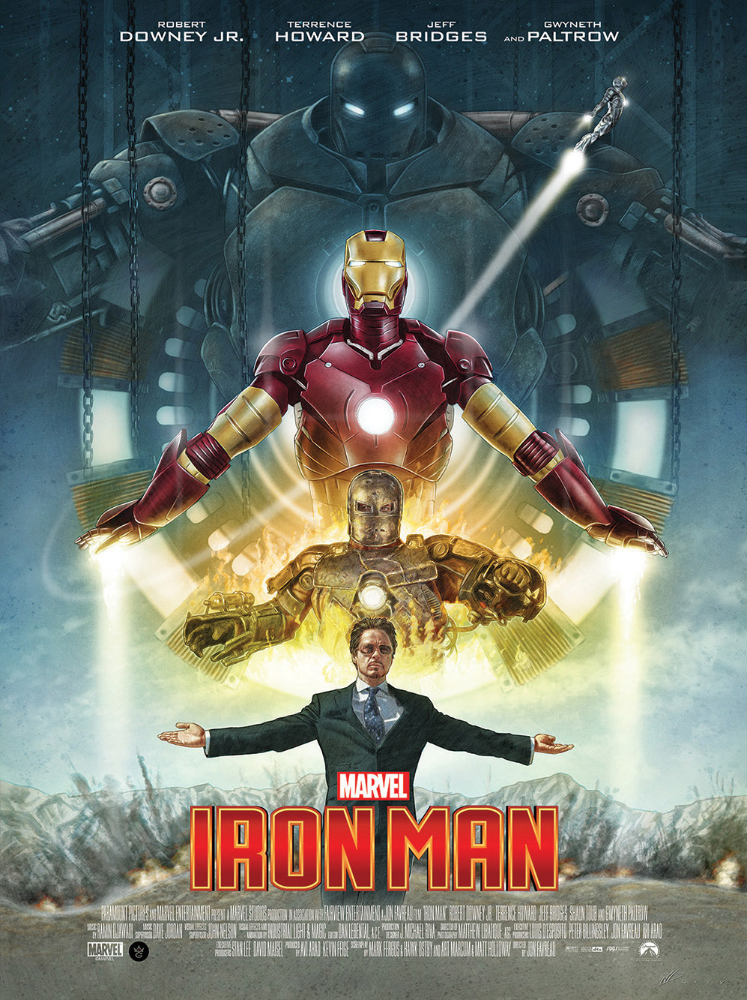 ROBERT DOWNEY JR. TERRENCE HOWARD JEFF BRIDGES AND GWYNETH PALTROW
MARVEL
IRON MAN
PARAMOUNT PICTURES AND MARVEL ENTERTAINMENT PRESENT A MARVEL STUDIOS PRODUCTION IN ASSOCIATION WITH FAIRVIEW ENTERTAINMENT A JON FAVREAU FILM "IRON MAN" ROBERT DOWNEY JR. TERRENCE HOWARD JEFF BRIDGES SHAUN TOUB AND GWYNETH PALTROW
MUSIC BY RAMIN DJAWADI MUSIC SUPERVISOR DAVE JORDAN VISUAL EFFECTS SUPERVISOR JOHN NELSON VISUAL EFFECTS AND ANIMATION BY INDUSTRIAL LIGHT & MAGIC EDITOR DAN LEBENTAL A.C.E. PRODUCTION DESIGNER J. MICHAEL RIVA DIRECTOR OF PHOTOGRAPHY MATTHEW LIBATIQUE ASC EXECUTIVE PRODUCERS LOUIS D'ESPOSITO PETER BILLINGSLEY JON FAVREAU ARI ARAD
EXECUTIVE PRODUCERS STAN LEE DAVID MAISEL PRODUCED BY AVI ARAD KEVIN FEIGE SCREENPLAY BY MARK FERGUS & HAWK OSTBY AND ART MARCUM & MATT HOLLOWAY DIRECTED BY JON FAVREAU
MARVEL
©MARVEL
dts
SDDS